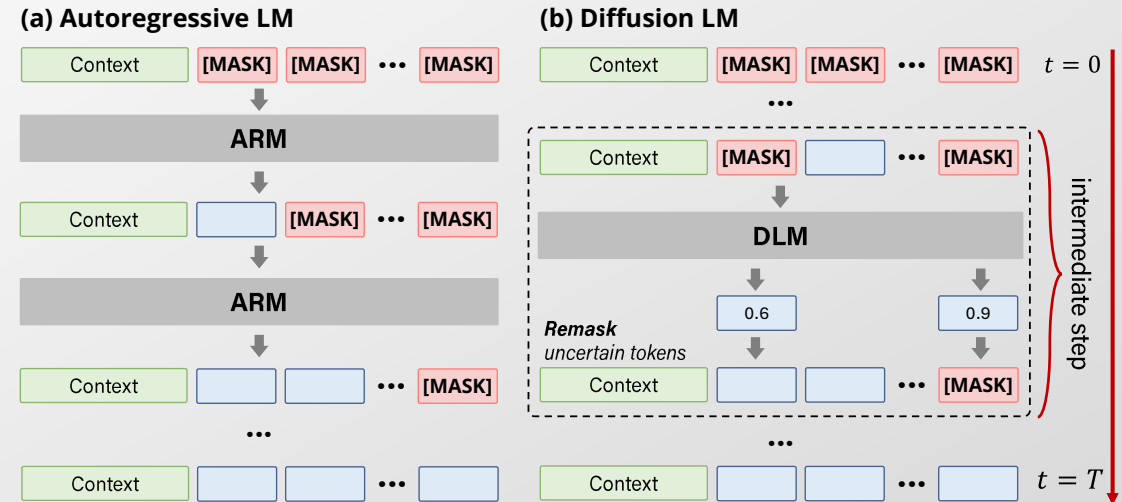 (a) Autoregressive LM
Context [MASK] [MASK] ••• [MASK]
ARM
Context [MASK] ••• [MASK]
ARM
Context ••• [MASK]
•••
Context •••
(b) Diffusion LM
Context [MASK] [MASK] ••• [MASK] t = 0
•••
Context [MASK] ••• [MASK]
DLM
0.6 0.9
Remask
uncertain tokens
Context ••• [MASK]
intermediate step
•••
Context ••• t = T